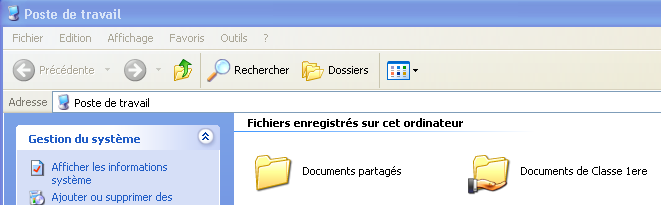 Poste de travail
Fichier Edition Affichage Favoris Outils ?
Précédente Rechercher Dossiers
Adresse Poste de travail
Gestion du système
Afficher les informations
système
Ajouter ou supprimer des
Fichiers enregistrés sur cet ordinateur
Documents partagés Documents de Classe 1ere